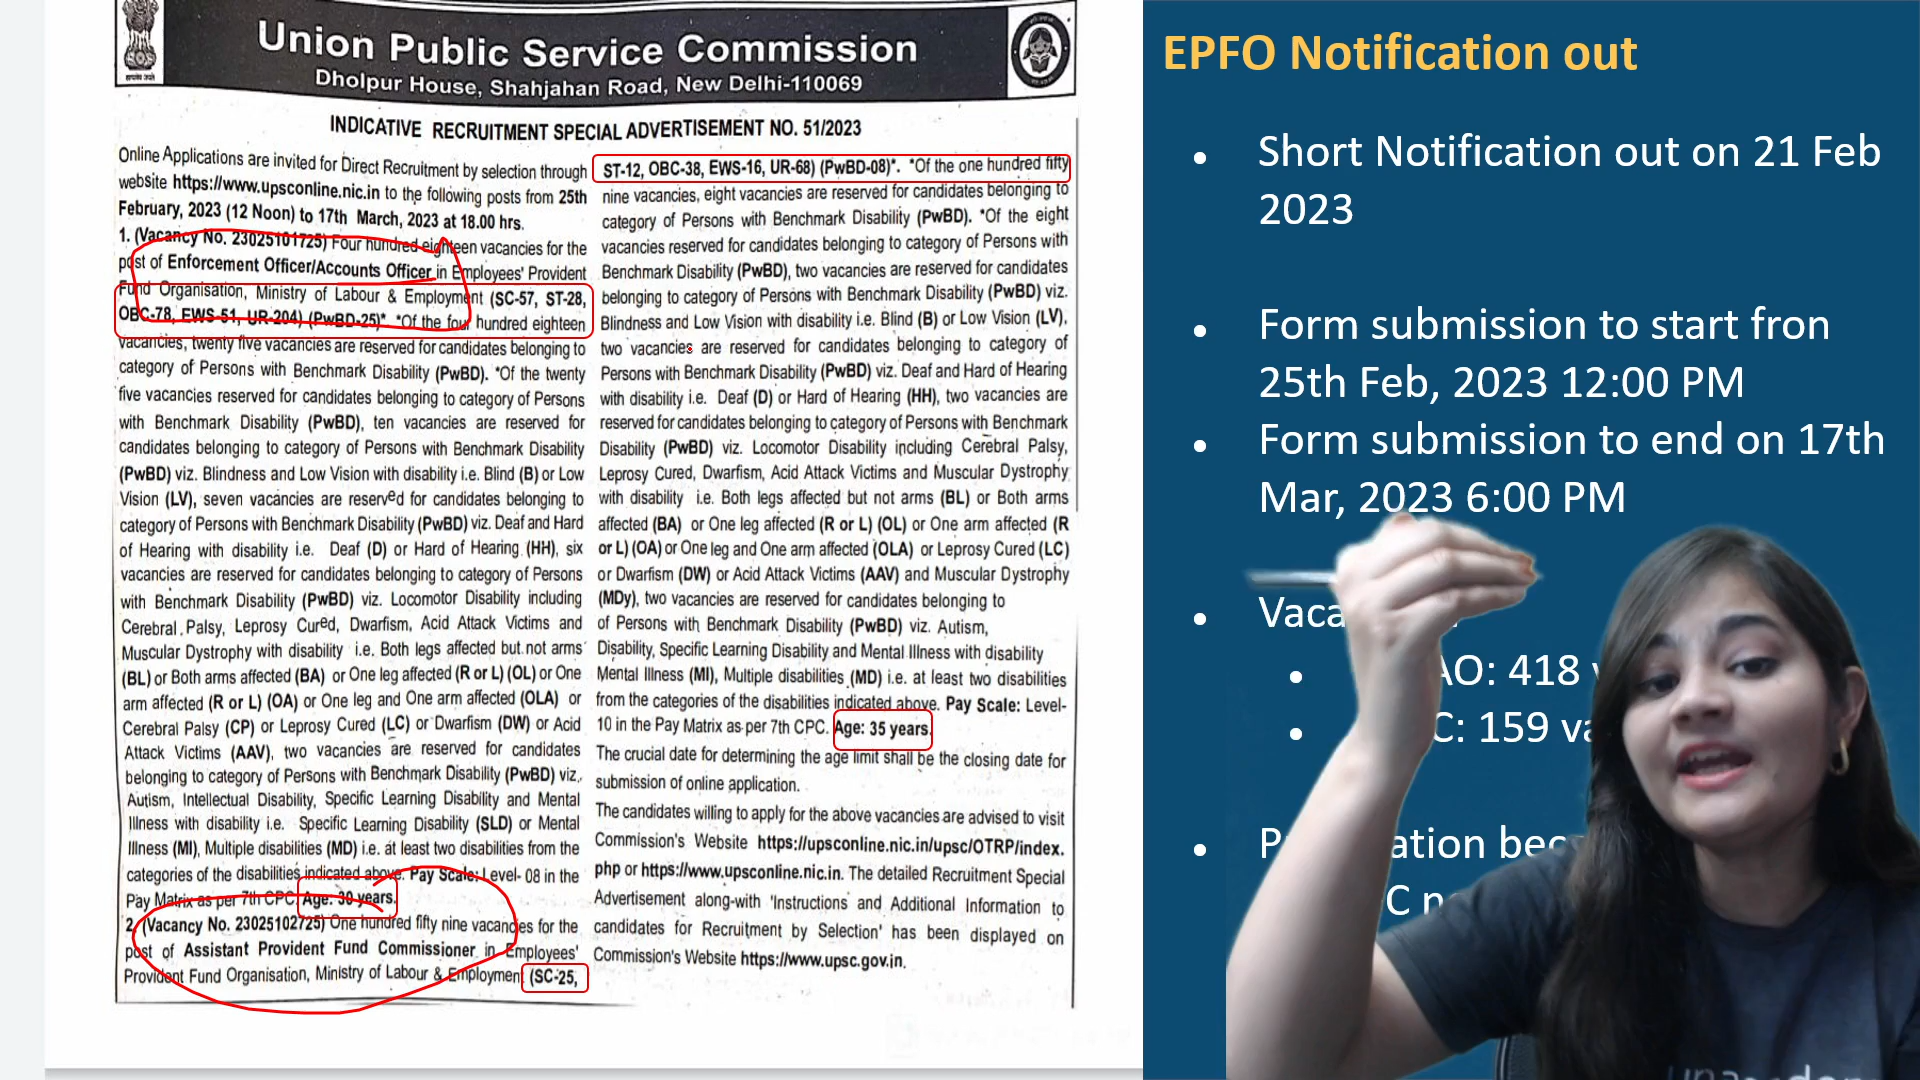 Union Public Service Commission
Dholpur House, Shahjahan Road, New Delhi-110069
INDICATIVE RECRUITMENT SPECIAL ADVERTISEMENT NO. 51/2023
Online Applications are invited for Direct Recruitment by selection through
website https://www.upsconline.nic.in to the following posts from 25th
February, 2023 (12 Noon) to 17th March, 2023 at 18.00 hrs.
1. (Vacancy No. 23025101725) Four hundred eighteen vacancies for the
post of Enforcement Officer/Accounts Officer in Employees' Provident
Fund Organisation, Ministry of Labour & Employment (SC-57, ST-28,
OBC-78, EWS-51, UR-204) (PwBD-25)*. *Of the four hundred eighteen
vacancies, twenty five vacancies are reserved for candidates belonging to
category of Persons with Benchmark Disability (PwBD). *Of the twenty
five vacancies reserved for candidates belonging to category of Persons
with Benchmark Disability (PwBD), ten vacancies are reserved for
candidates belonging to category of Persons with Benchmark Disability
(PwBD) viz. Blindness and Low Vision with disability i.e. Blind (B) or Low
Vision (LV), seven vacancies are reserved for candidates belonging to
category of Persons with Benchmark Disability (PwBD) viz. Deaf and Hard
of Hearing with disability i.e. Deaf (D) or Hard of Hearing (HH), six
vacancies are reserved for candidates belonging to category of Persons
with Benchmark Disability (PwBD) viz. Locomotor Disability including
Cerebral Palsy, Leprosy Cured, Dwarfism, Acid Attack Victims and
Muscular Dystrophy with disability i.e. Both legs affected but not arms
(BL) or Both arms affected (BA) or One leg affected (R or L) (OL) or One
arm affected (R or L) (OA) or One leg and One arm affected (OLA) or
Cerebral Palsy (CP) or Leprosy Cured (LC) or Dwarfism (DW) or Acid
Attack Victims (AAV), two vacancies are reserved for candidates
belonging to category of Persons with Benchmark Disability (PwBD) viz,.
Autism, Intellectual Disability, Specific Learning Disability and Mental
Illness with disability i.e. Specific Learning Disability (SLD) or Mental
Illness (MI), Multiple disabilities (MD) i.e. at least two disabilities from the
categories of the disabilities indicated above. Pay Scale: Level- 08 in the
Pay Matrix as per 7th CPC. Age: 30 years.
2. (Vacancy No. 23025102725) One hundred fifty nine vacancies for the
post of Assistant Provident Fund Commissioner in Employees'
Provident Fund Organisation, Ministry of Labour & Employment (SC-25,
ST-12, OBC-38, EWS-16, UR-68) (PwBD-08)*. *Of the one hundred fifty
nine vacancies, eight vacancies are reserved for candidates belonging to
category of Persons with Benchmark Disability (PwBD). *Of the eight
vacancies reserved for candidates belonging to category of Persons with
Benchmark Disability (PwBD), two vacancies are reserved for candidates
belonging to category of Persons with Benchmark Disability (PwBD) viz.
Blindness and Low Vision with disability i.e. Blind (B) or Low Vision (LV),
two vacancies are reserved for candidates belonging to category of
Persons with Benchmark Disability (PwBD) viz. Deaf and Hard of Hearing
with disability i.e. Deaf (D) or Hard of Hearing (HH), two vacancies are
reserved for candidates belonging to category of Persons with Benchmark
Disability (PwBD) viz. Locomotor Disability including Cerebral Palsy,
Leprosy Cured, Dwarfism, Acid Attack Victims and Muscular Dystrophy
with disability i.e. Both legs affected but not arms (BL) or Both arms
affected (BA) or One leg affected (R or L) (OL) or One arm affected (R
or L) (OA) or One leg and One arm affected (OLA) or Leprosy Cured (LC)
or Dwarfism (DW) or Acid Attack Victims (AAV) and Muscular Dystrophy
(MDy), two vacancies are reserved for candidates belonging to
of Persons with Benchmark Disability (PwBD) viz. Autism,
Disability, Specific Learning Disability and Mental Illness with disability
Mental Illness (MI), Multiple disabilities (MD) i.e. at least two disabilities
from the categories of the disabilities indicated above. Pay Scale: Level-
10 in the Pay Matrix as per 7th CPC. Age: 35 years.
The crucial date for determining the age limit shall be the closing date for
submission of online application.
The candidates willing to apply for the above vacancies are advised to visit
Commission's Website https://upsconline.nic.in/upsc/OTRP/index.
php or https://www.upsconline.nic.in. The detailed Recruitment Special
Advertisement along-with 'Instructions and Additional Information to
candidates for Recruitment by Selection' has been displayed on
Commission's Website https://www.upsc.gov.in.
EPFO Notification out
• Short Notification out on 21 Feb
2023
• Form submission to start fron
25th Feb, 2023 12:00 PM
• Form submission to end on 17th
Mar, 2023 6:00 PM
• Vaca
• AO: 418
• C: 159 va
• P ation bec
C n